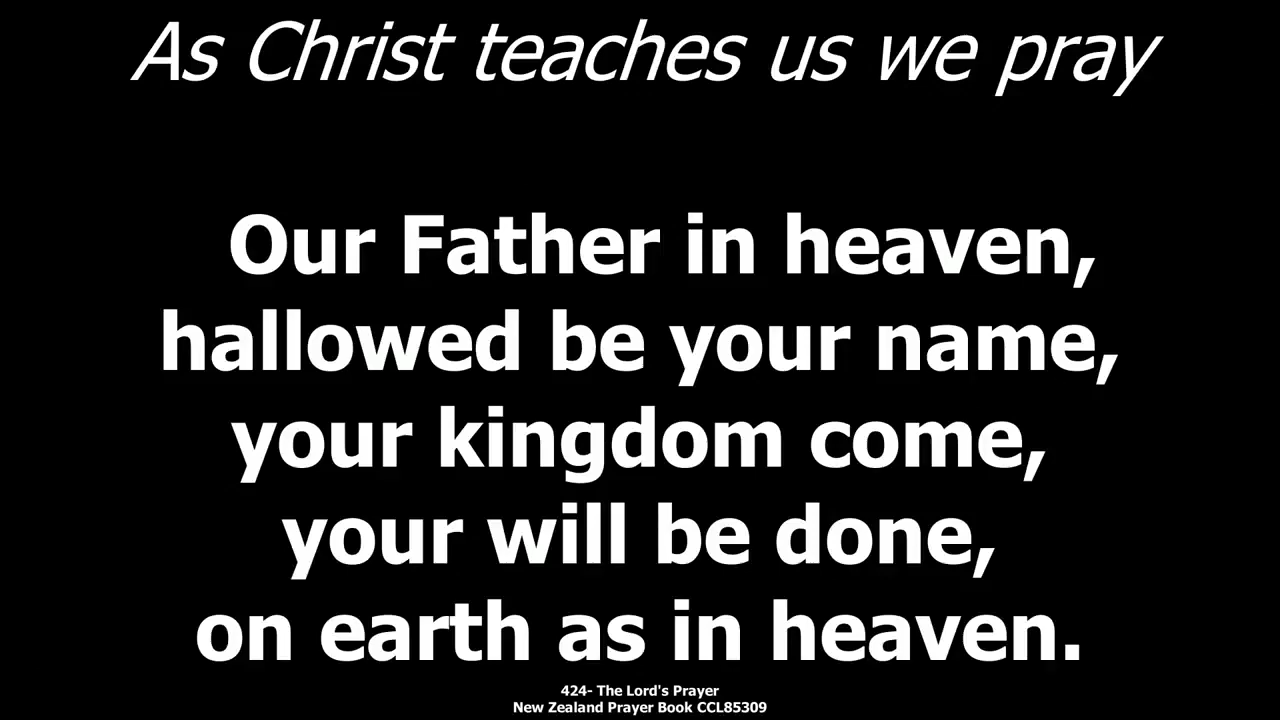 As Christ teaches us we pray
Our Father in heaven,
hallowed be your name,
your kingdom come,
your will be done,
on earth as in heaven.
424- The Lord's Prayer
New Zealand Prayer Book CCL85309